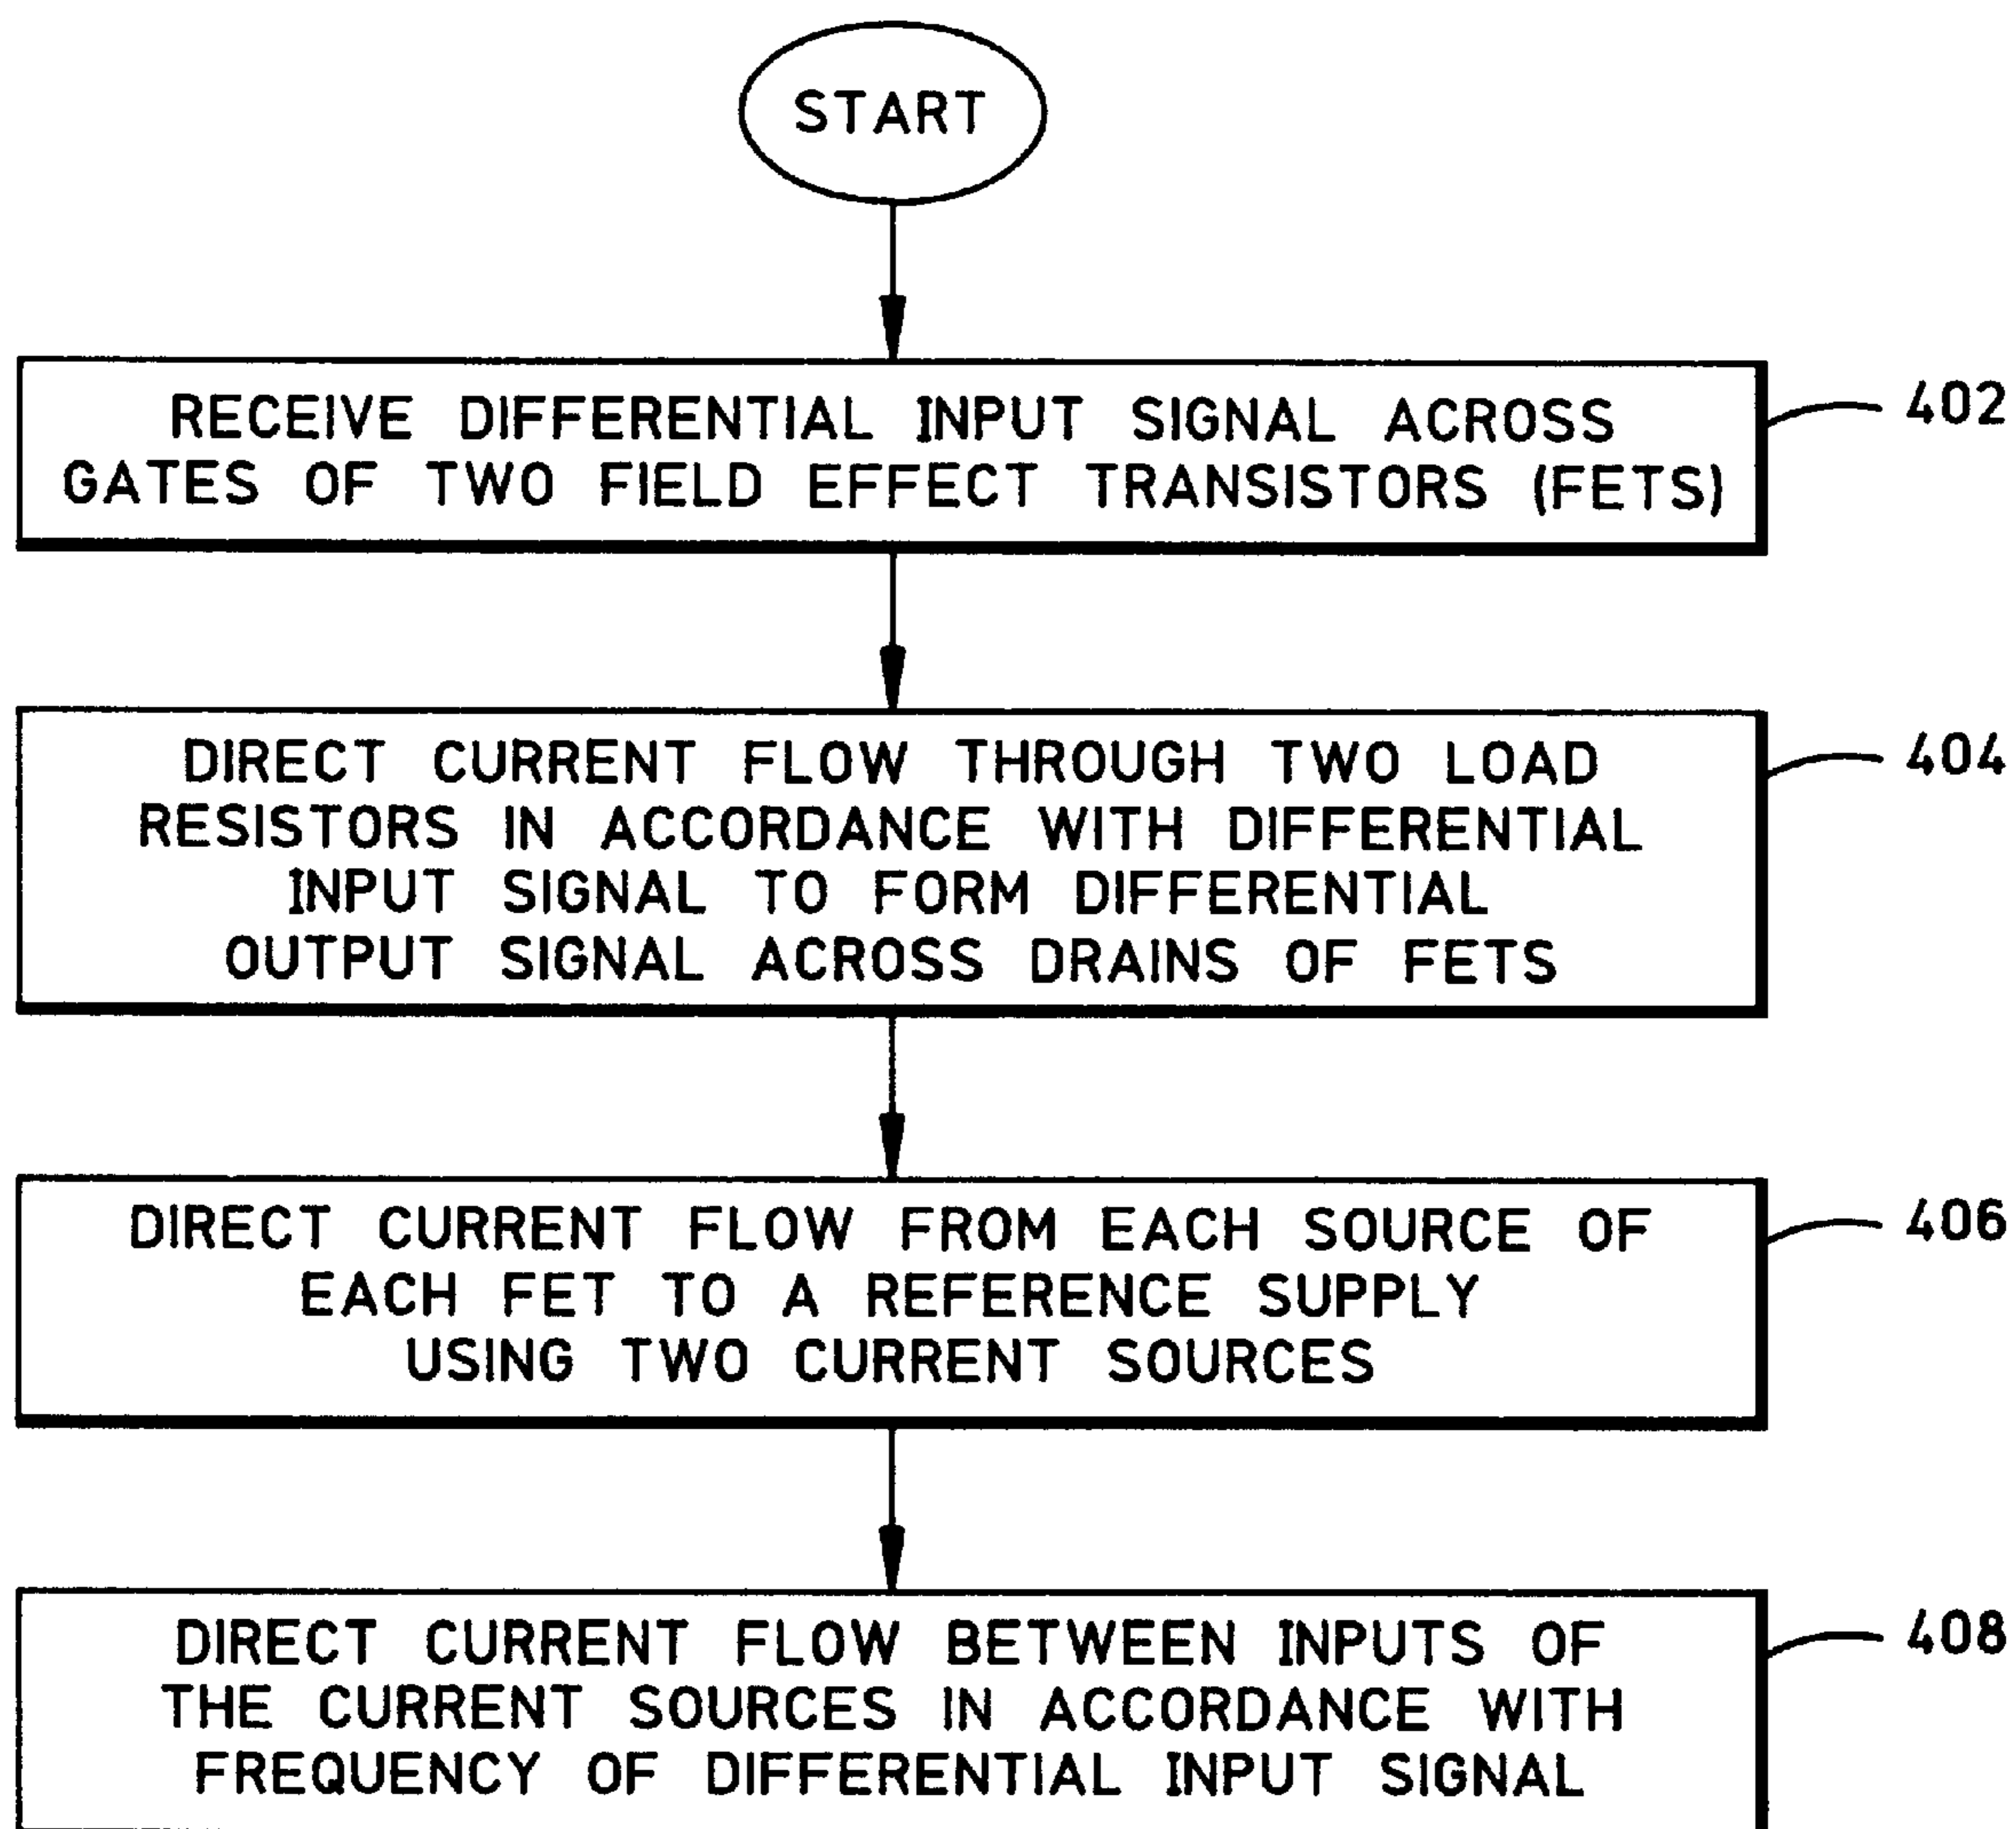 START
RECEIVE DIFFERENTIAL INPUT SIGNAL ACROSS
GATES OF TWO FIELD EFFECT TRANSISTORS (FETS)
402
DIRECT CURRENT FLOW THROUGH TWO LOAD
RESISTORS IN ACCORDANCE WITH DIFFERENTIAL
INPUT SIGNAL TO FORM DIFFERENTIAL
OUTPUT SIGNAL ACROSS DRAINS OF FETS
404
DIRECT CURRENT FLOW FROM EACH SOURCE OF
EACH FET TO A REFERENCE SUPPLY
USING TWO CURRENT SOURCES
406
DIRECT CURRENT FLOW BETWEEN INPUTS OF
THE CURRENT SOURCES IN ACCORDANCE WITH
FREQUENCY OF DIFFERENTIAL INPUT SIGNAL
408